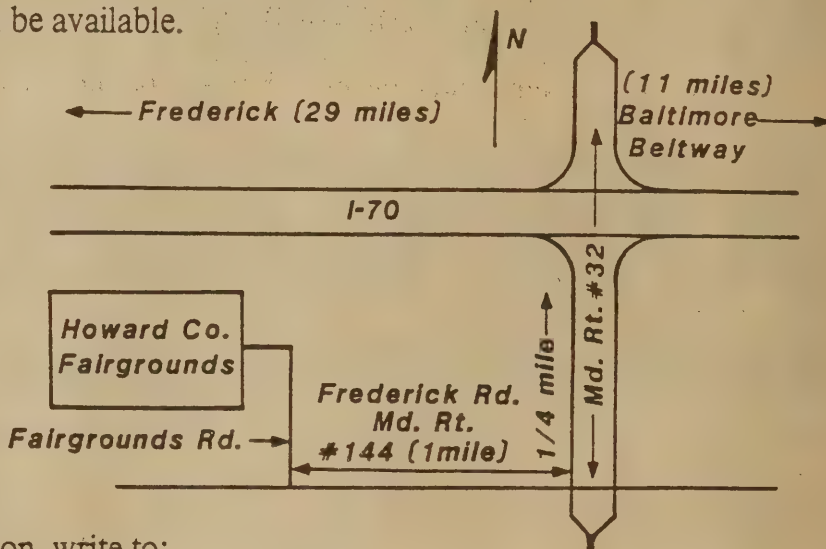 be available.
N
← Frederick (29 miles)
(11 miles)
Baltimore →
Beltway
I-70
Md. Rt. #32
1/4 mile →
Howard Co.
Fairgrounds
Frederick Rd.
Md. Rt.
#144 (1mile)
Fairgrounds Rd. →
on, write to: